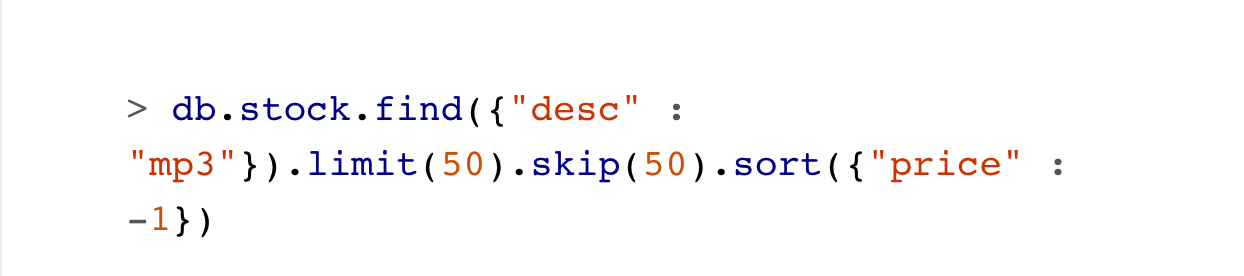 > db.stock.find({"desc" :
"mp3"}).limit(50).skip(50).sort({"price" :
-1})